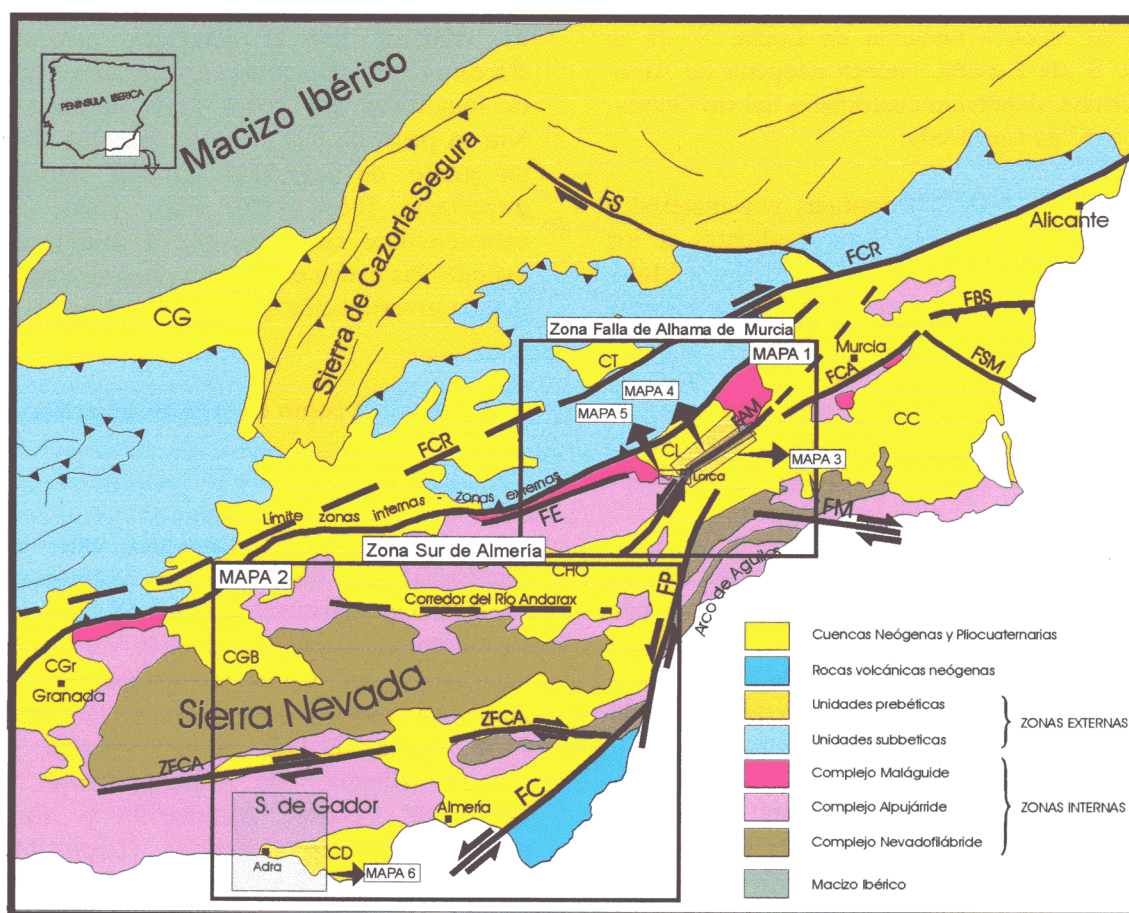 PENINSULA IBERICA
Macizo Ibérico
Sierra de Cazorla-Segura
FS
Alicante
FCR
CG
FBS
Zona Falla de Alhama de Murcia
MAPA 1
Murcia
CT
FCA
FSM
MAPA 4
MAPA 5
FAM
CC
FCR
CL
MAPA 3
Lorca
Límite zonas internas - zonas externas
FE
FM
Zona Sur de Almería
MAPA 2
CHO
FP
Arco de Aguilas
Corredor del Río Andarax
CGr
Granada
CGB
Sierra Nevada
ZFCA
ZFCA
FC
S. de Gador
Almería
Adra
CD
MAPA 6
Cuencas Neógenas y Pliocuaternarias
Rocas volcánicas neógenas
Unidades prebéticas
ZONAS EXTERNAS
Unidades subbeticas
Complejo Maláguide
Complejo Alpujárride
ZONAS INTERNAS
Complejo Nevadofilábride
Macizo Ibérico